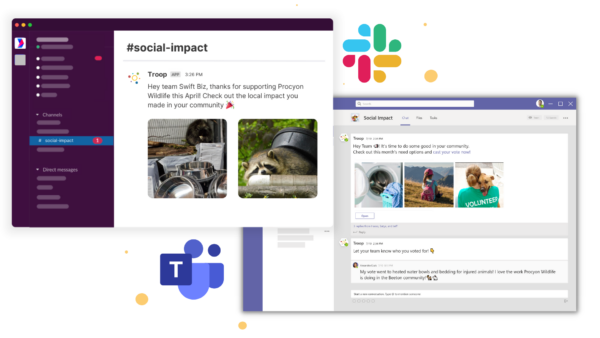 #social-impact
Troop APP 3:26 PM
Hey team Swift Biz, thanks for supporting Procyon
Wildlife this April! Check out the local impact you
made in your community 🎉
Channels
# social-impact 1
Direct messages
T
Social Impact
Troop
Hey Team 📢 It's time to do some good in your community.
Check out this month's need options and cast your vote now!
VOLUNTEER
Troop
Let your team know who you voted for! 👇
My vote went to heated water bowls and bedding for injured animals! I love the work Procyon Wildlife
is doing in the Boston community!